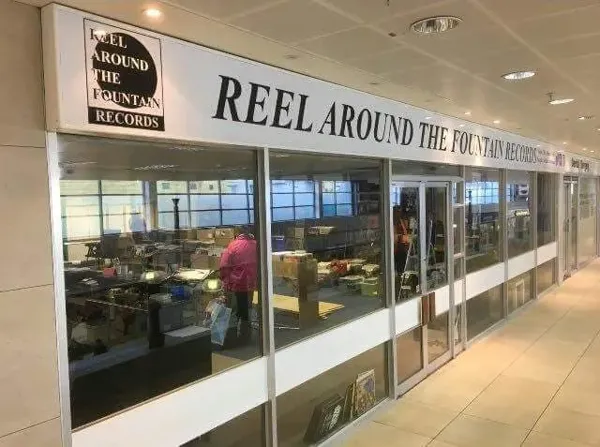 REEL
AROUND
THE
FOUNTAIN
RECORDS
REEL AROUND THE FOUNTAIN RECORDS